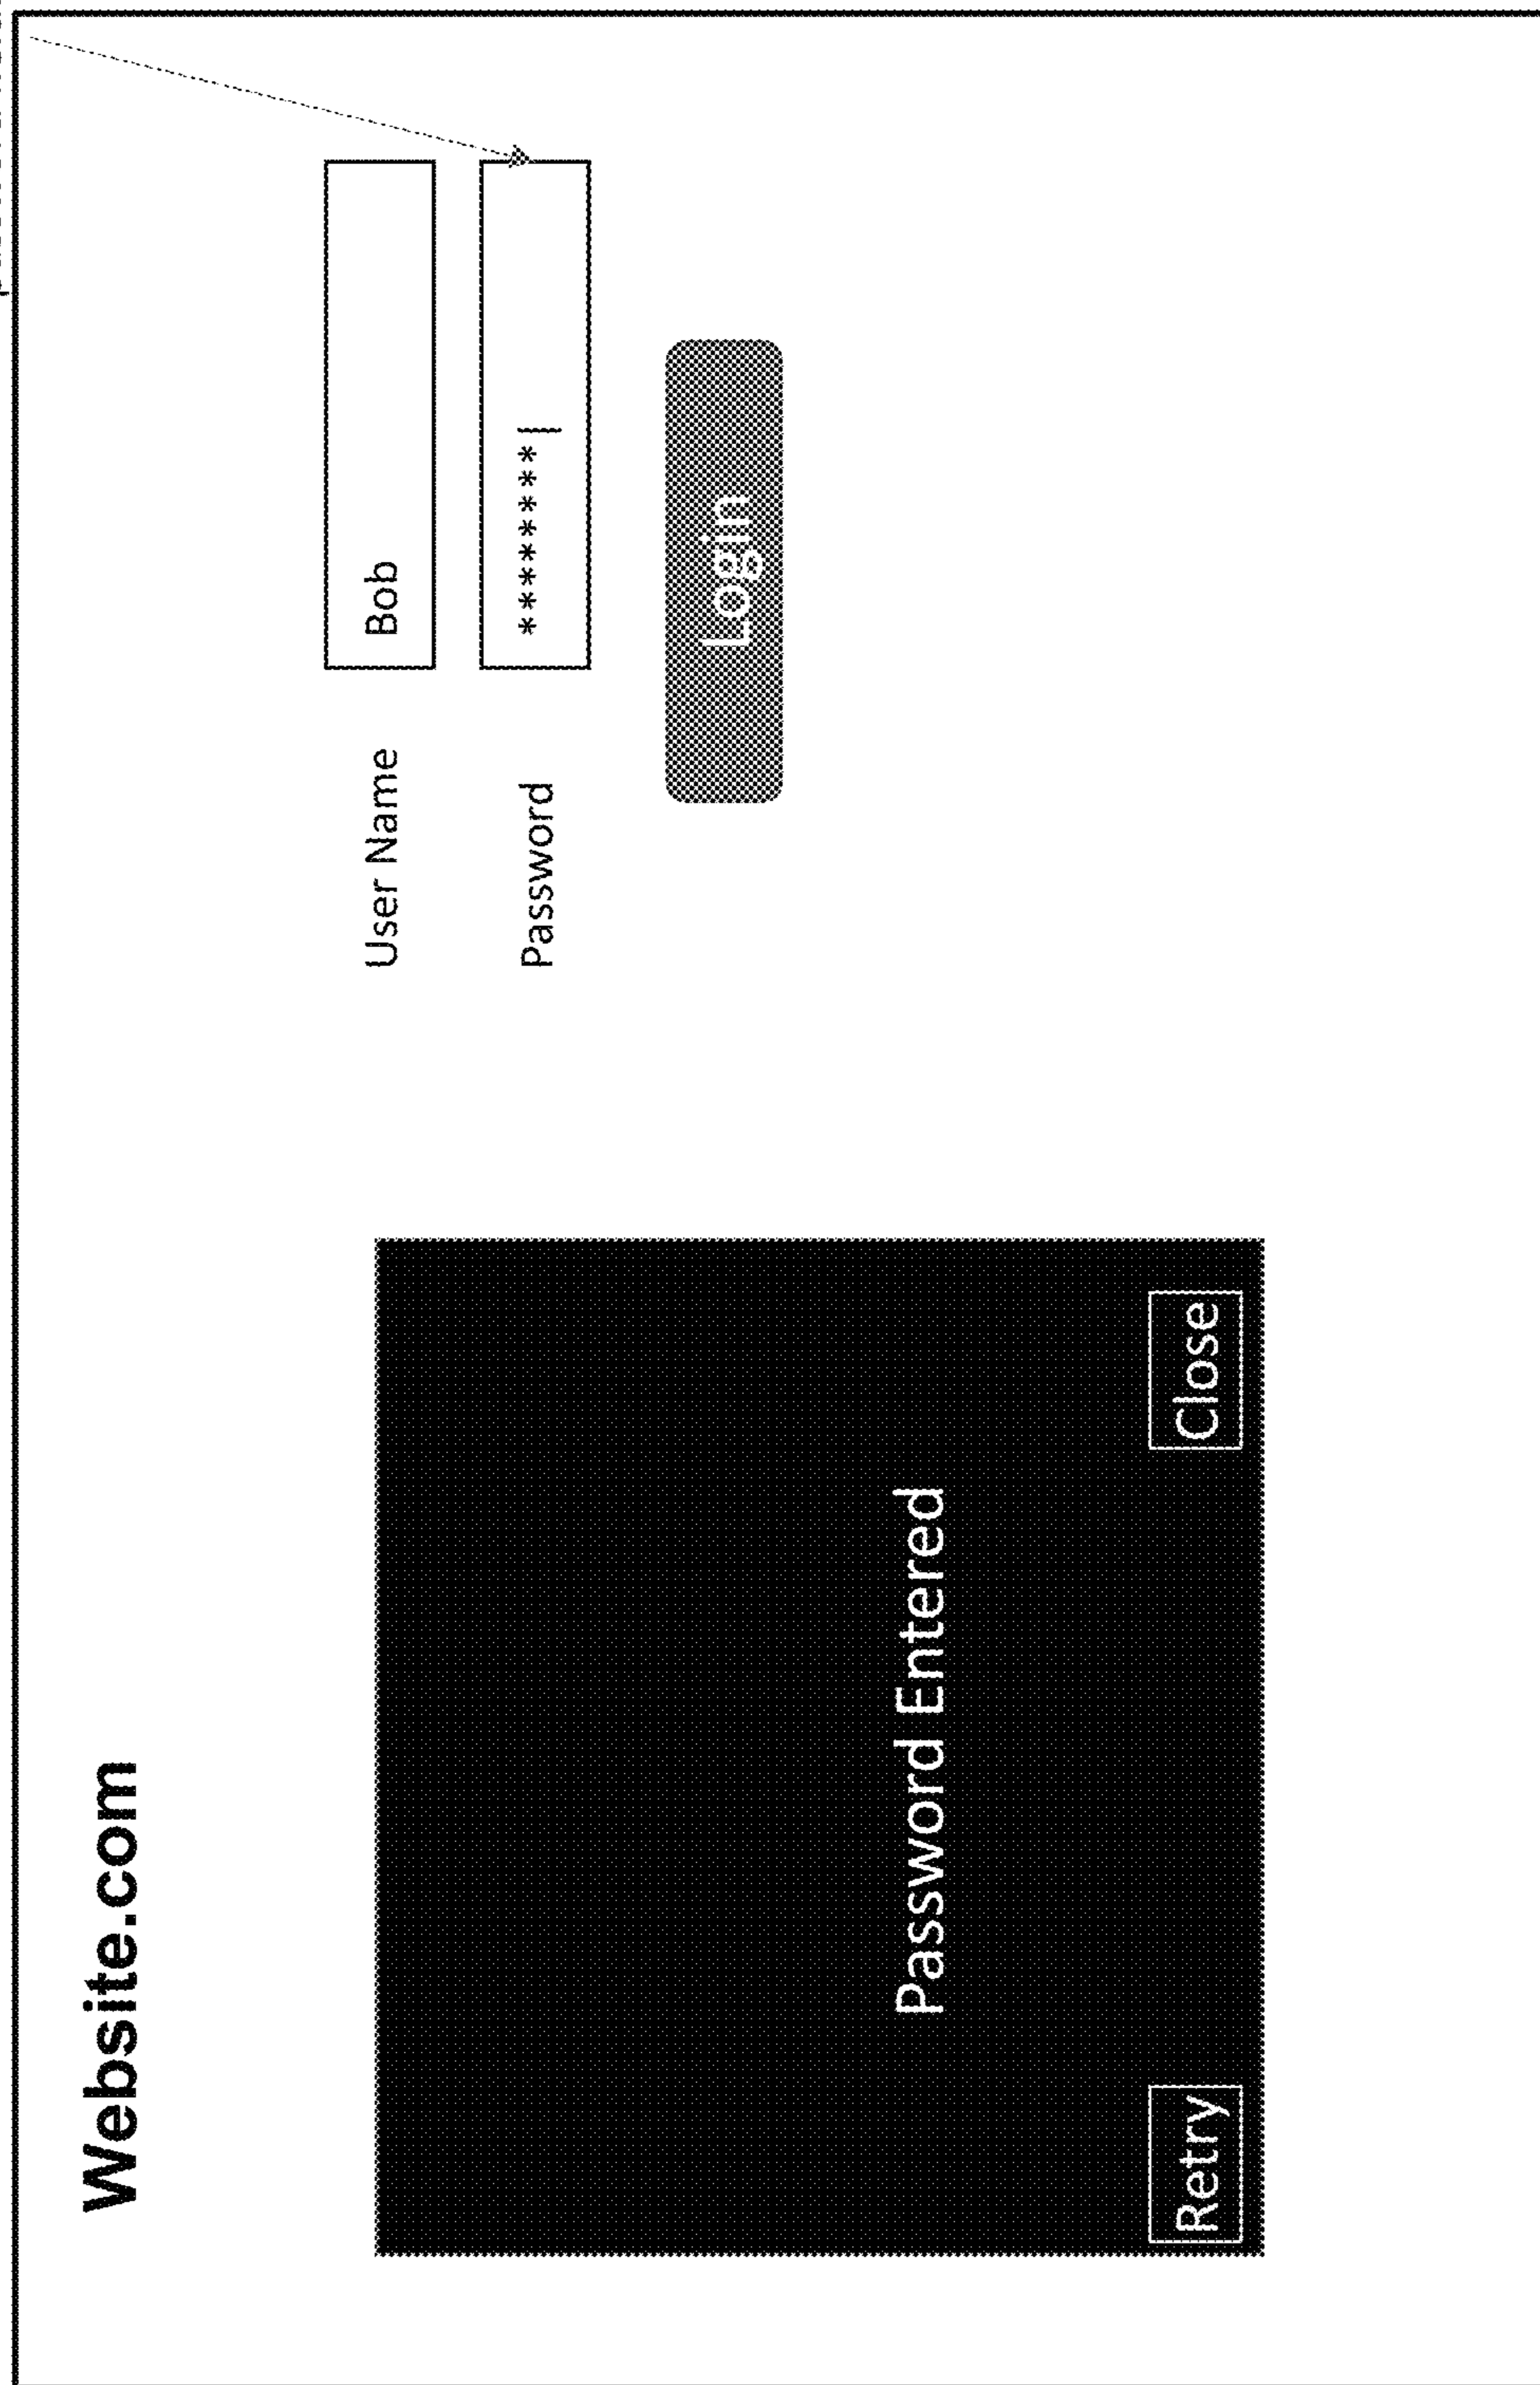 Website.com
User Name
Bob
Password
********|
Login
Password Entered
Retry
Close